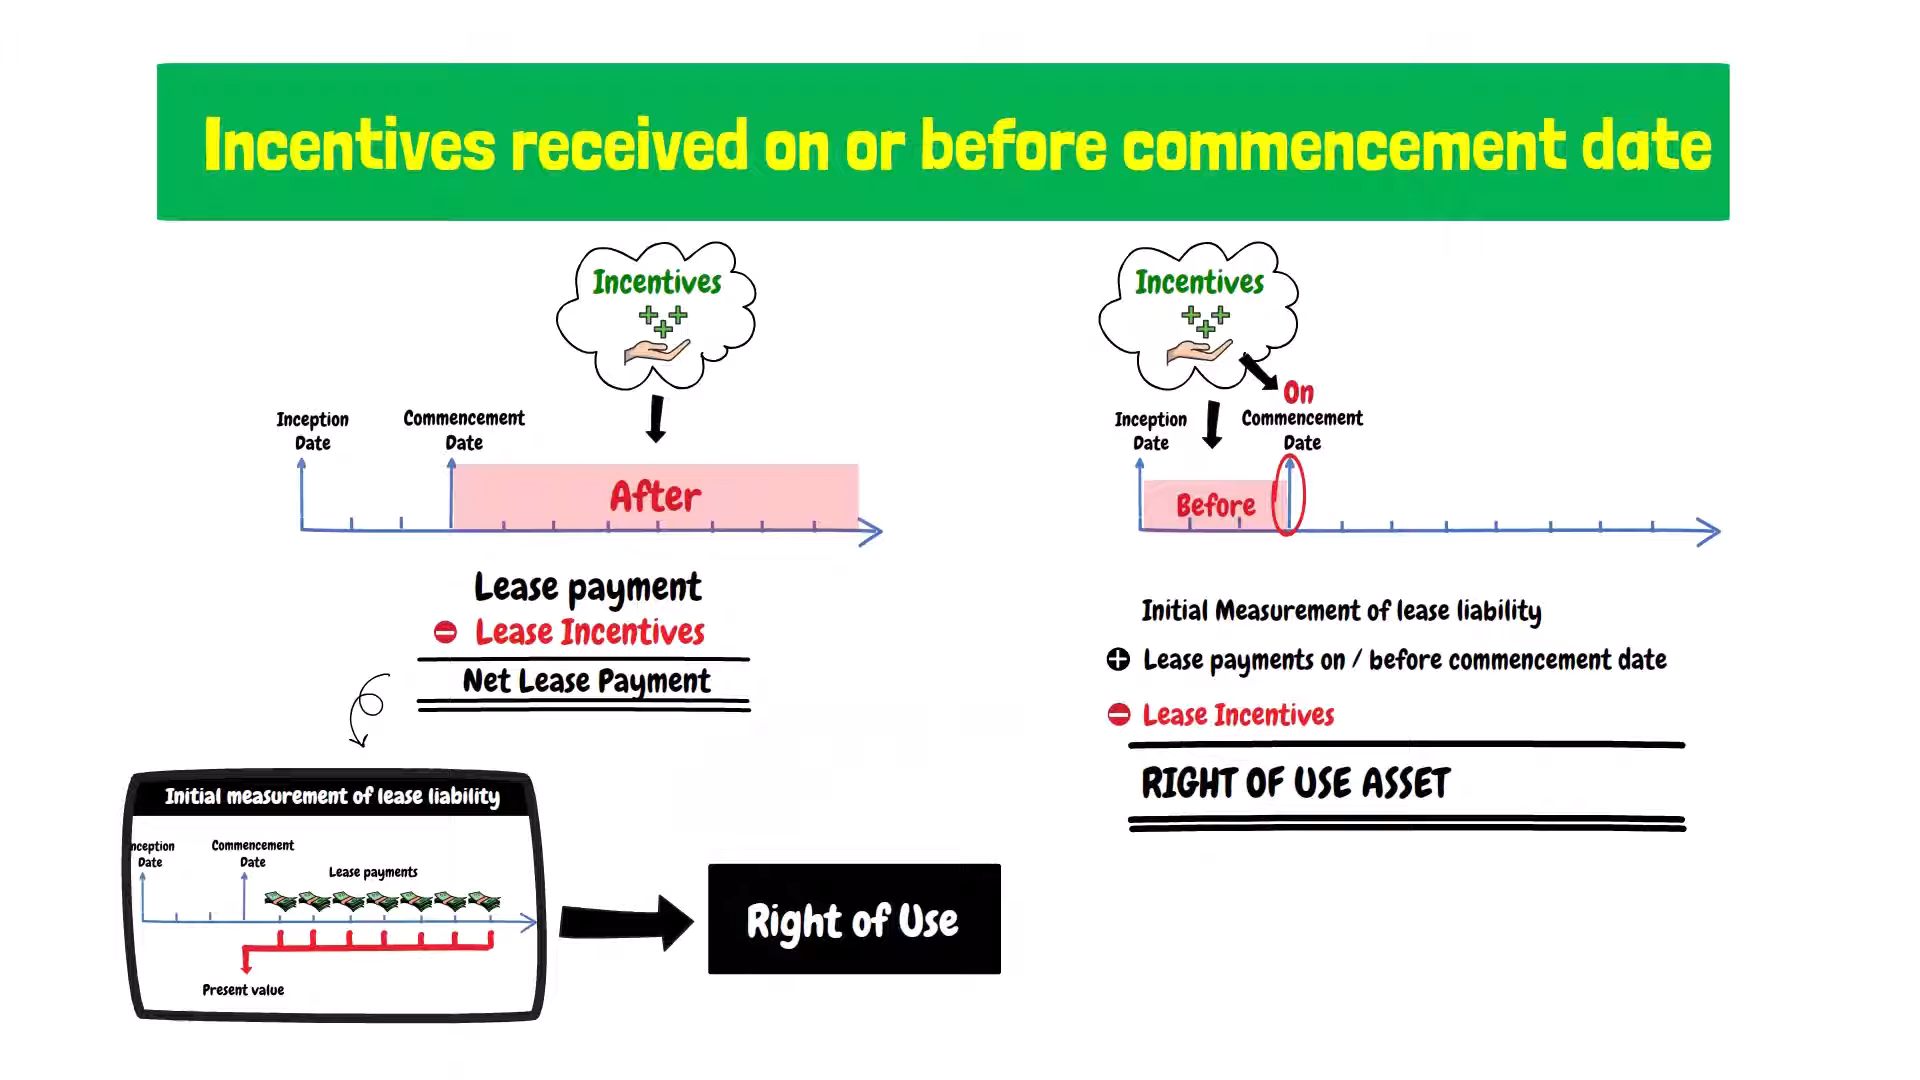 Incentives received on or before commencement date
Incentives
Inception
Date
Commencement
Date
After
Lease payment
Lease Incentives
Net Lease Payment
Initial measurement of lease liability
nception
Date
Commencement
Date
Lease payments
Present value
Right of Use
Incentives
On
Inception
Date
Commencement
Date
Before
Initial Measurement of lease liability
Lease payments on / before commencement date
Lease Incentives
RIGHT OF USE ASSET